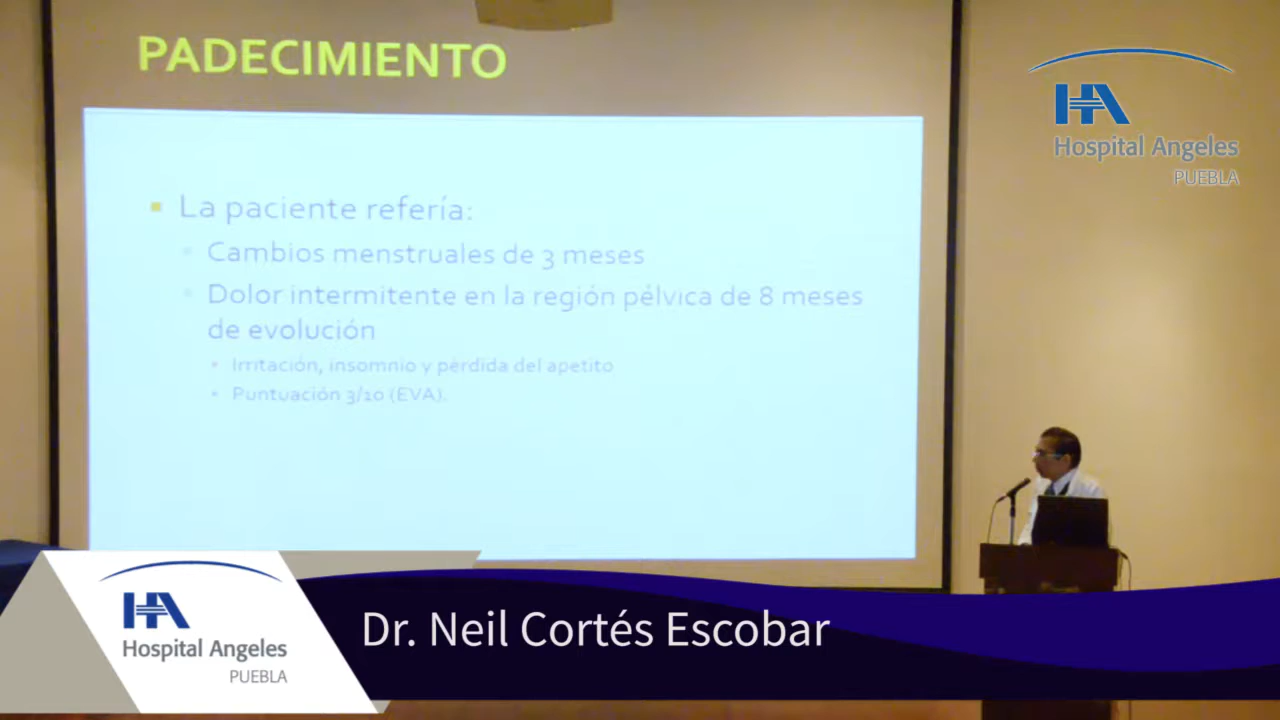 PADECIMIENTO
La paciente refería:
Cambios menstruales de 3 meses
Dolor intermitente en la región pélvica de 8 meses
de evolución
Irritación, insomnio y pérdida del apetito
Puntuación 3/10 (EVA).
HA
Hospital Angeles
PUEBLA
HA
Hospital Angeles
PUEBLA
Dr. Neil Cortés Escobar